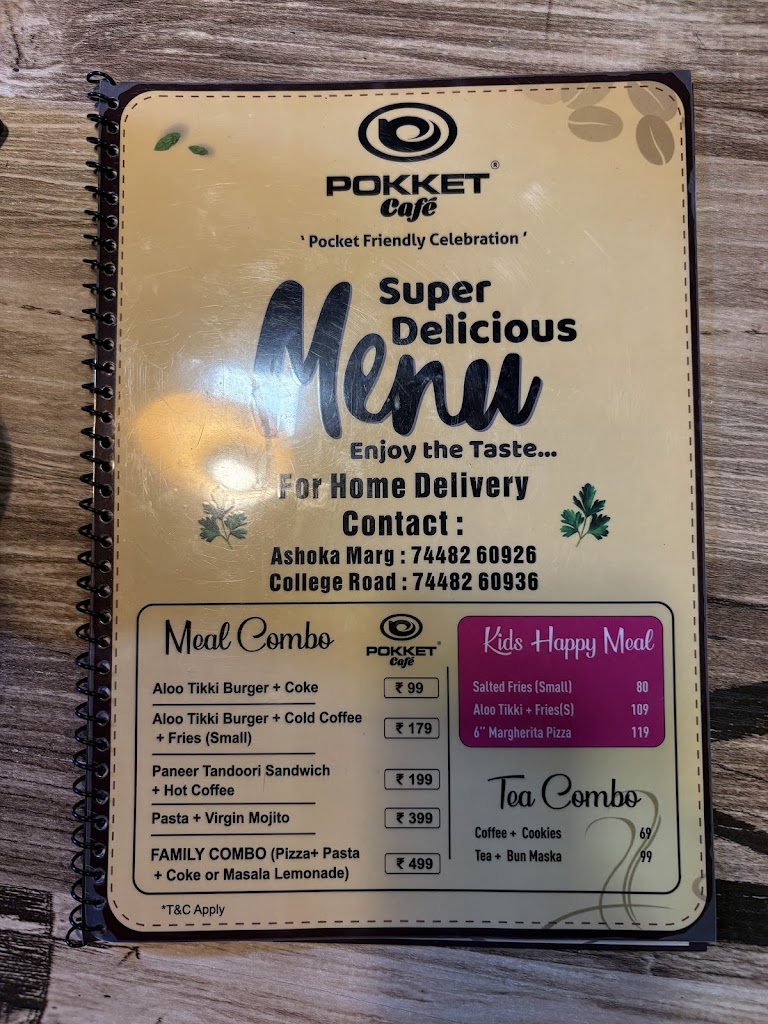 POKKET®
Café
‘Pocket Friendly Celebration’
Super
Delicious
Menu
Enjoy the Taste...
For Home Delivery
Contact :
Ashoka Marg : 74482 60926
College Road : 74482 60936
Meal Combo
POKKET®
Café
Aloo Tikki Burger + Coke ₹ 99
Aloo Tikki Burger + Cold Coffee
+ Fries (Small) ₹ 179
Paneer Tandoori Sandwich
+ Hot Coffee ₹ 199
Pasta + Virgin Mojito ₹ 399
FAMILY COMBO (Pizza+ Pasta
+ Coke or Masala Lemonade) ₹ 499
Kids Happy Meal
Salted Fries (Small) 80
Aloo Tikki + Fries(S) 109
6” Margherita Pizza 119
Tea Combo
Coffee + Cookies 69
Tea + Bun Maska 99
*T&C Apply